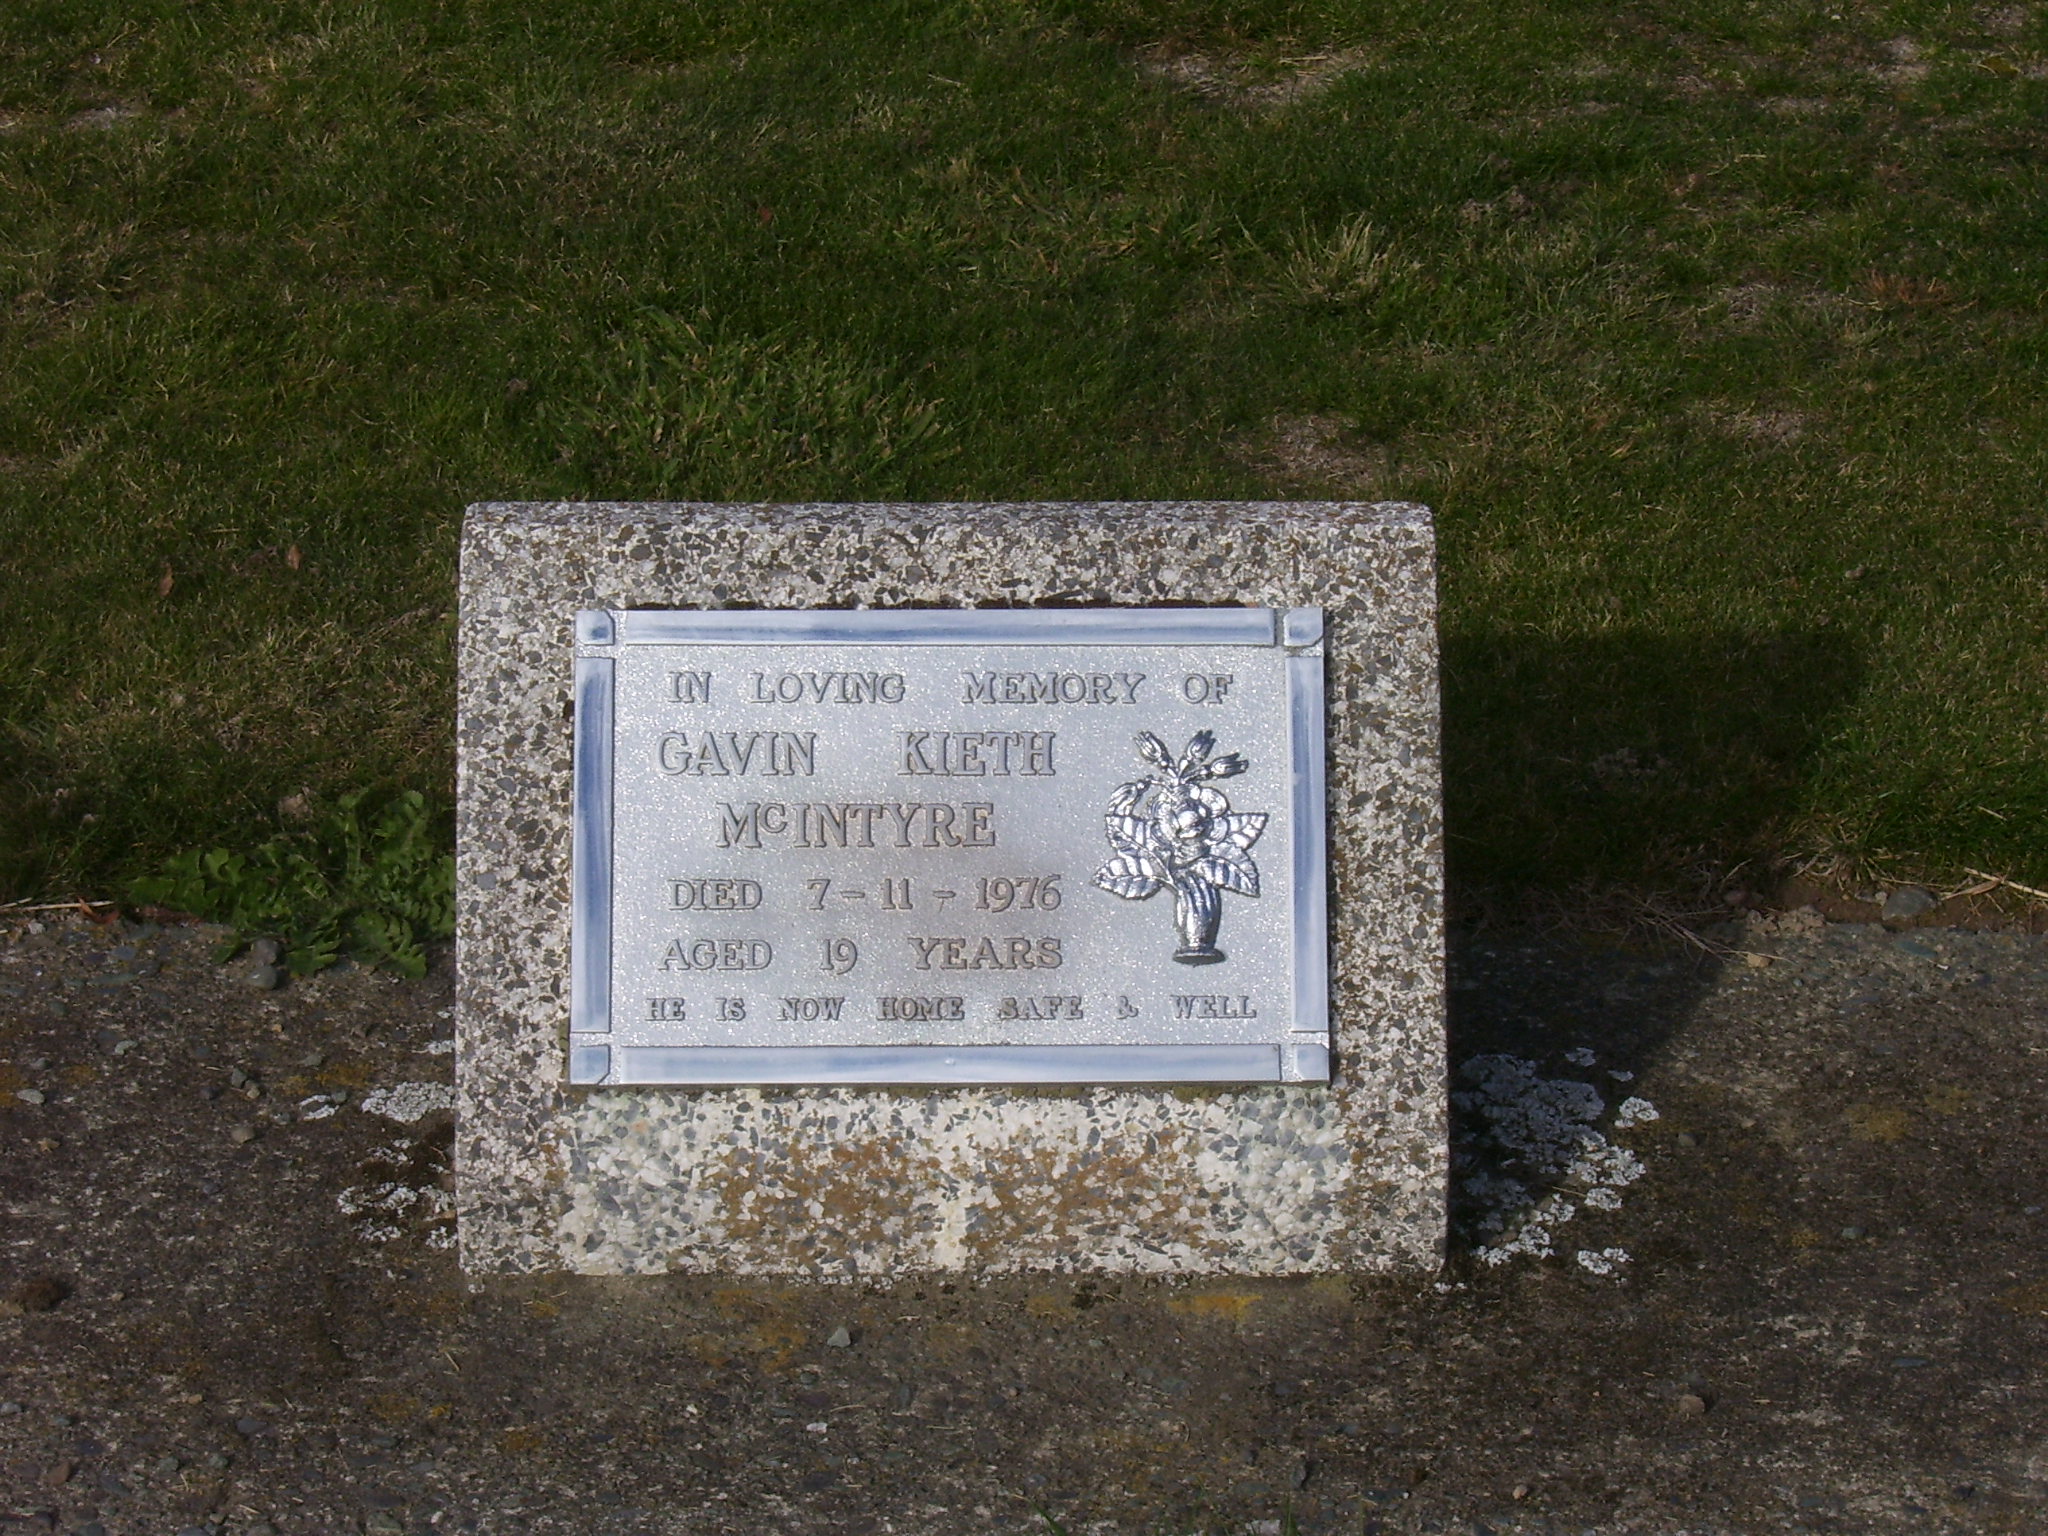 IN LOVING MEMORY OF
GAVIN KIETH
McINTYRE
DIED 7-11-1976
AGED 19 YEARS
HE IS NOW HOME SAFE & WELL